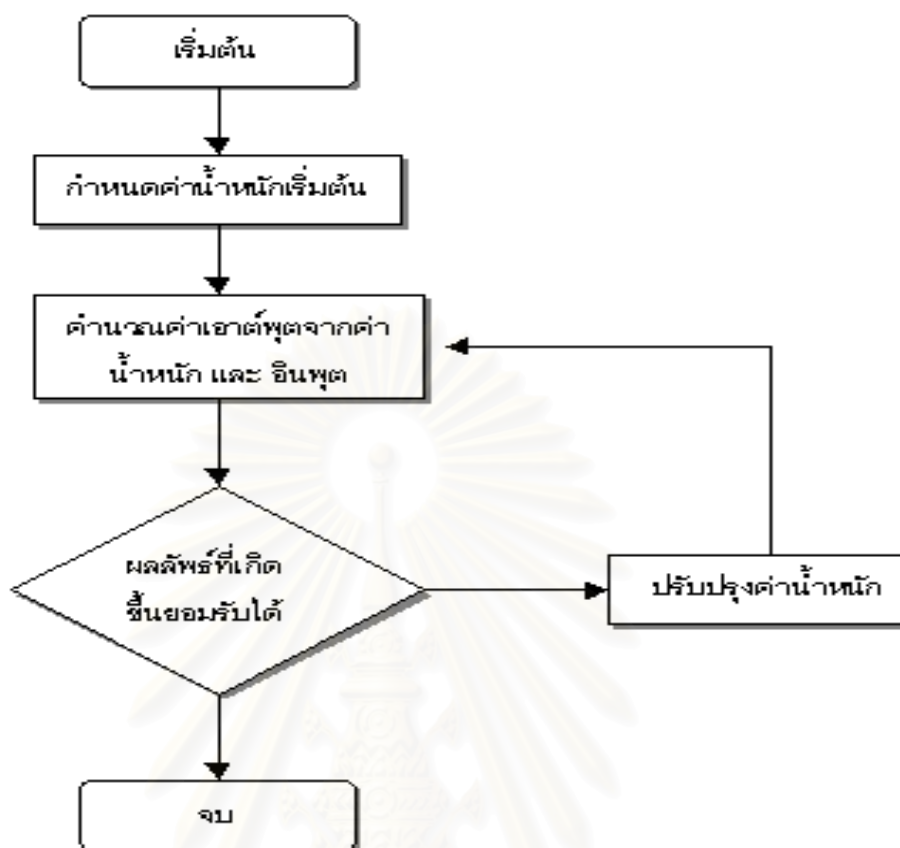 เริ่มต้น
กำหนดค่าน้ำหนักเริ่มต้น
คำนวณค่าเอาต์พุตจากค่า
น้ำหนัก และ อินพุต
ผลลัพธ์ที่เกิด
ขึ้นยอมรับได้
ปรับปรุงค่าน้ำหนัก
จบ